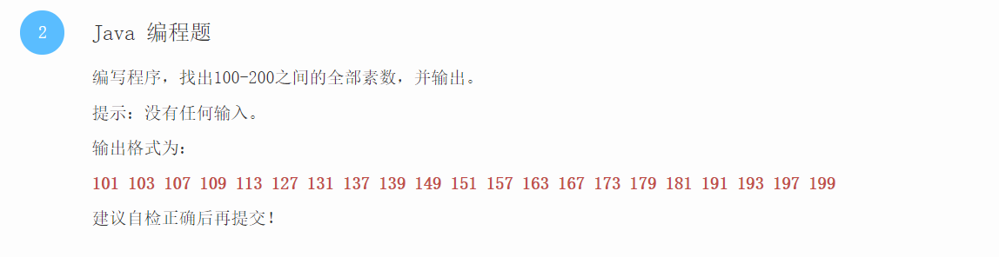 2
Java 编程题
编写程序，找出100-200之间的全部素数，并输出。
提示：没有任何输入。
输出格式为：
101 103 107 109 113 127 131 137 139 149 151 157 163 167 173 179 181 191 193 197 199
建议自检正确后再提交！